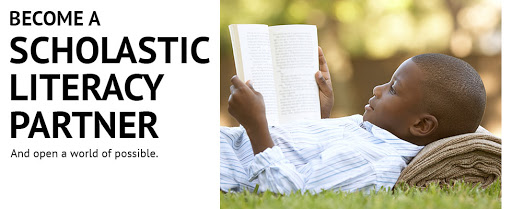 BECOME A
SCHOLASTIC
LITERACY
PARTNER
And open a world of possible.